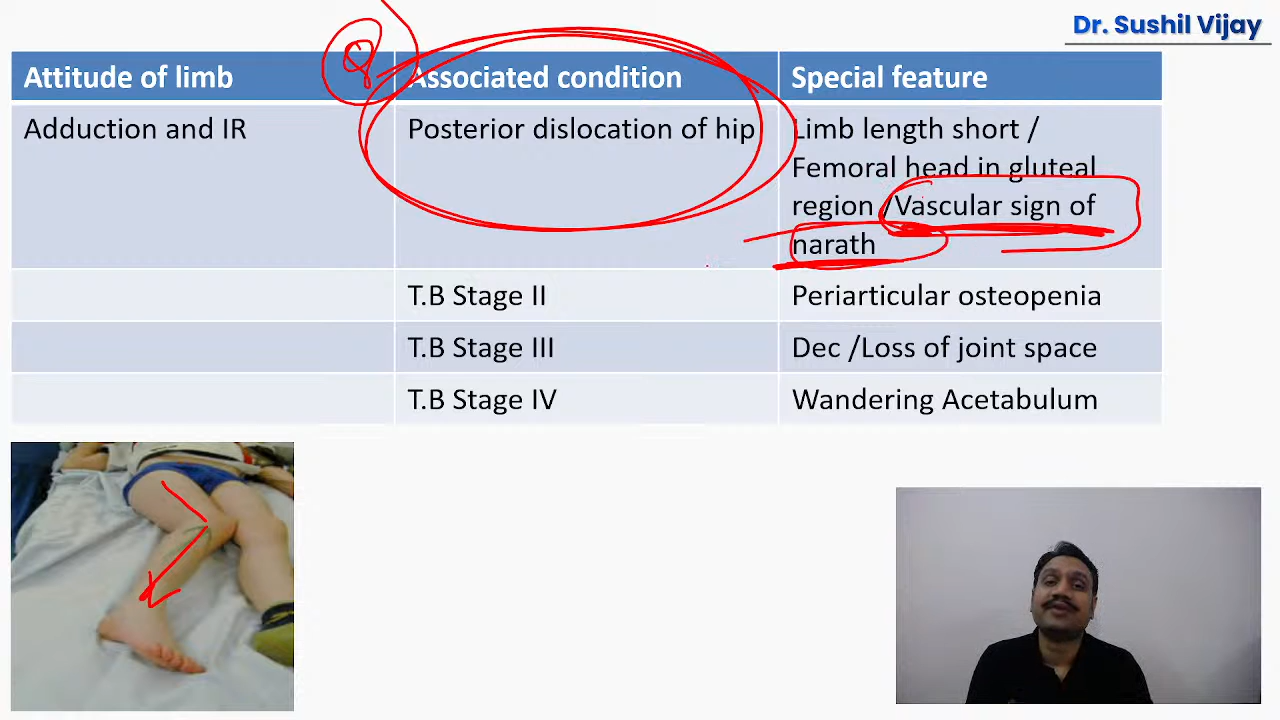 Dr. Sushil Vijay
Q
Attitude of limb
Associated condition
Special feature
Adduction and IR
Posterior dislocation of hip
Limb length short /
Femoral head in gluteal
region /Vascular sign of
narath
T.B Stage II
Periarticular osteopenia
T.B Stage III
Dec /Loss of joint space
T.B Stage IV
Wandering Acetabulum